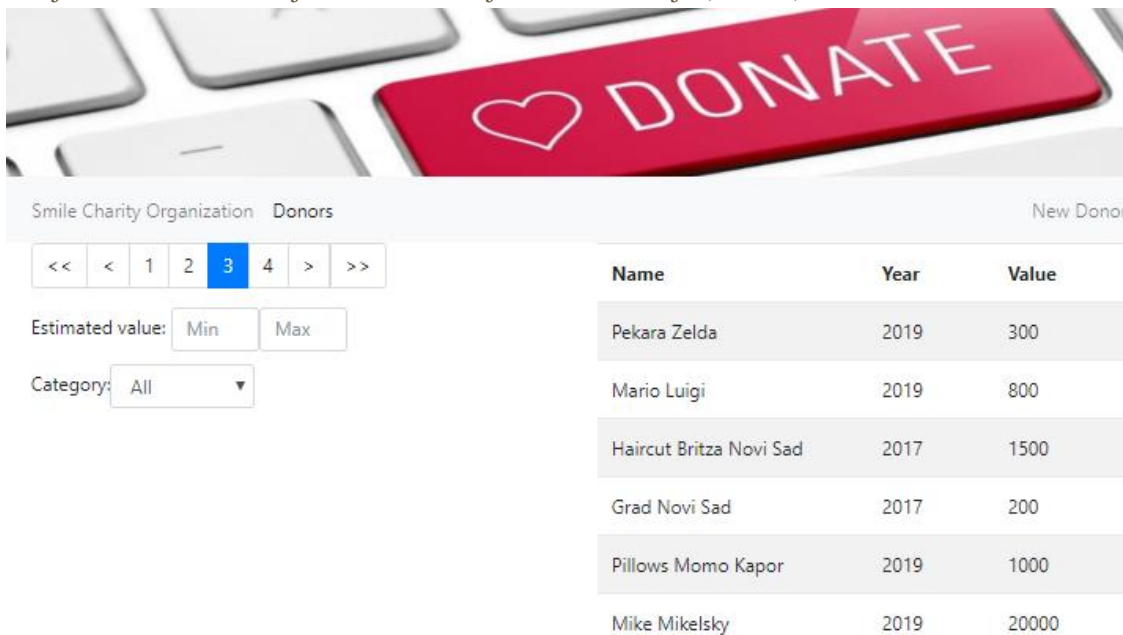 DONATE
Smile Charity Organization Donors New Donor
<< < 1 2 3 4 > >>
Estimated value: Min Max
Category: All
Name Year Value
Pekara Zelda 2019 300
Mario Luigi 2019 800
Haircut Britza Novi Sad 2017 1500
Grad Novi Sad 2017 200
Pillows Momo Kapor 2019 1000
Mike Mikelsky 2019 20000